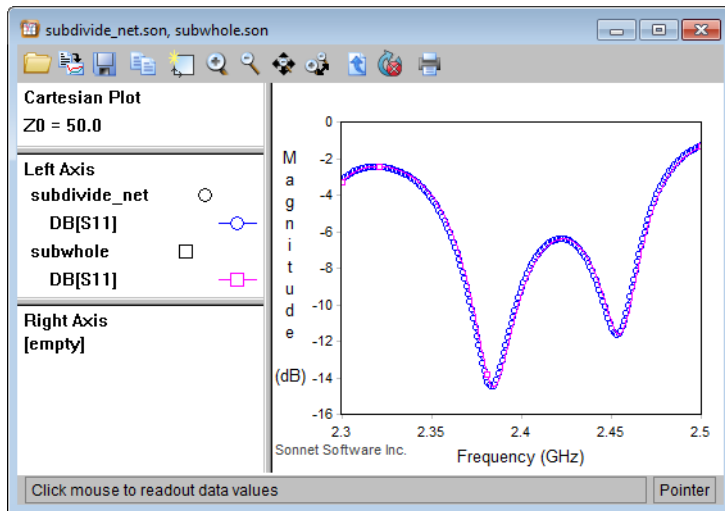 subdivide_net.son, subwhole.son
Cartesian Plot
Z0 = 50.0
Left Axis
subdivide_net
DB[S11]
subwhole
DB[S11]
Right Axis
[empty]
Magnitude
(dB)
0
-2
-4
-6
-8
-10
-12
-14
-16
2.3
2.35
2.4
2.45
2.5
Sonnet Software Inc.
Frequency (GHz)
Click mouse to readout data values
Pointer